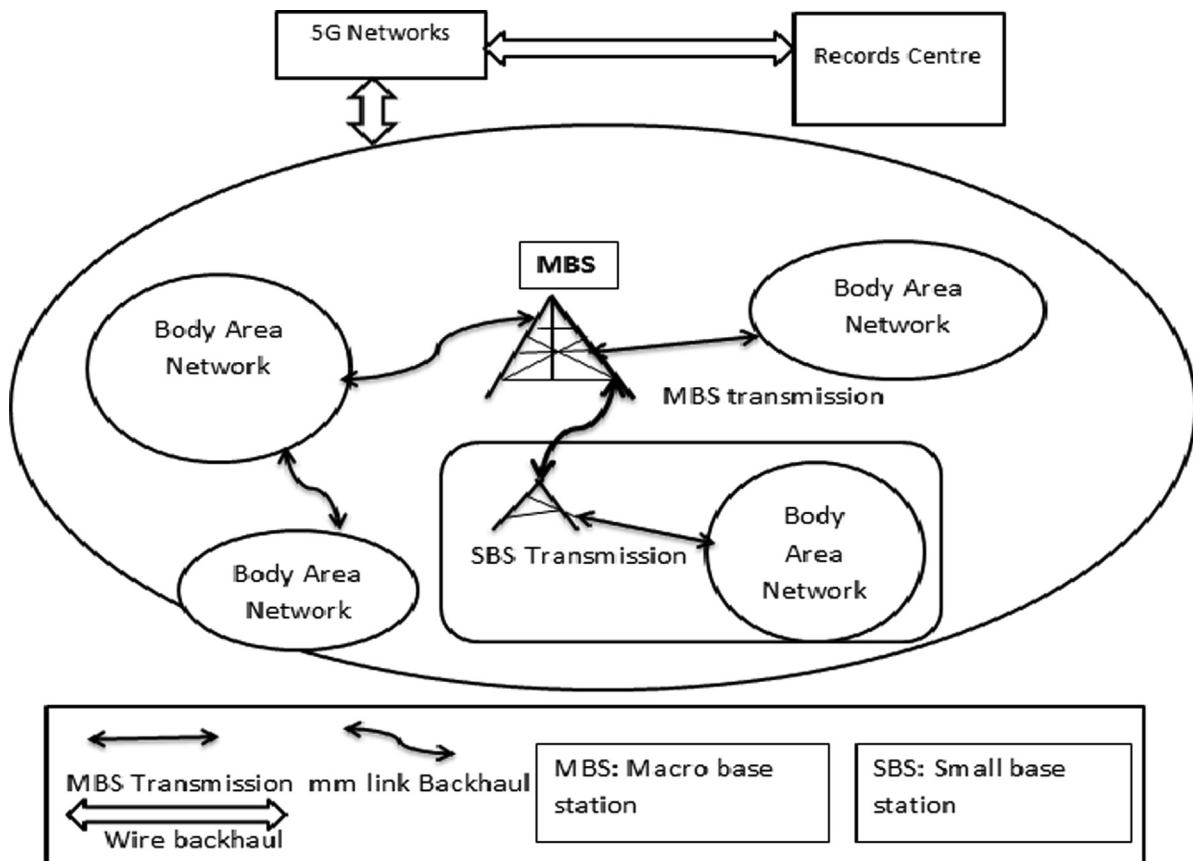 5G Networks
Records Centre
MBS
Body Area
Network
Body Area
Network
MBS transmission
SBS Transmission
Body
Area
Network
Body Area
Network
MBS Transmission
mm link Backhaul
Wire backhaul
MBS: Macro base
station
SBS: Small base
station